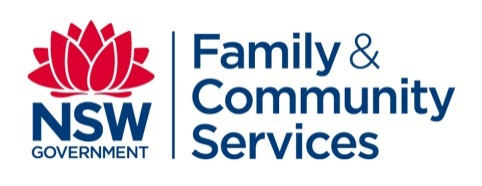 NSW
GOVERNMENT
Family &
Community
Services